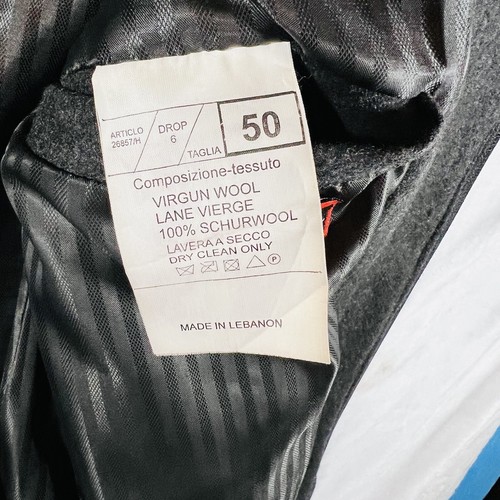 ARTICLO
26857/H
DROP
6
TAGLIA
50
Composizione-tessuto
VIRGUN WOOL
LANE VIERGE
100% SCHURWOOL
LAVERA A SECCO
DRY CLEAN ONLY
P
MADE IN LEBANON